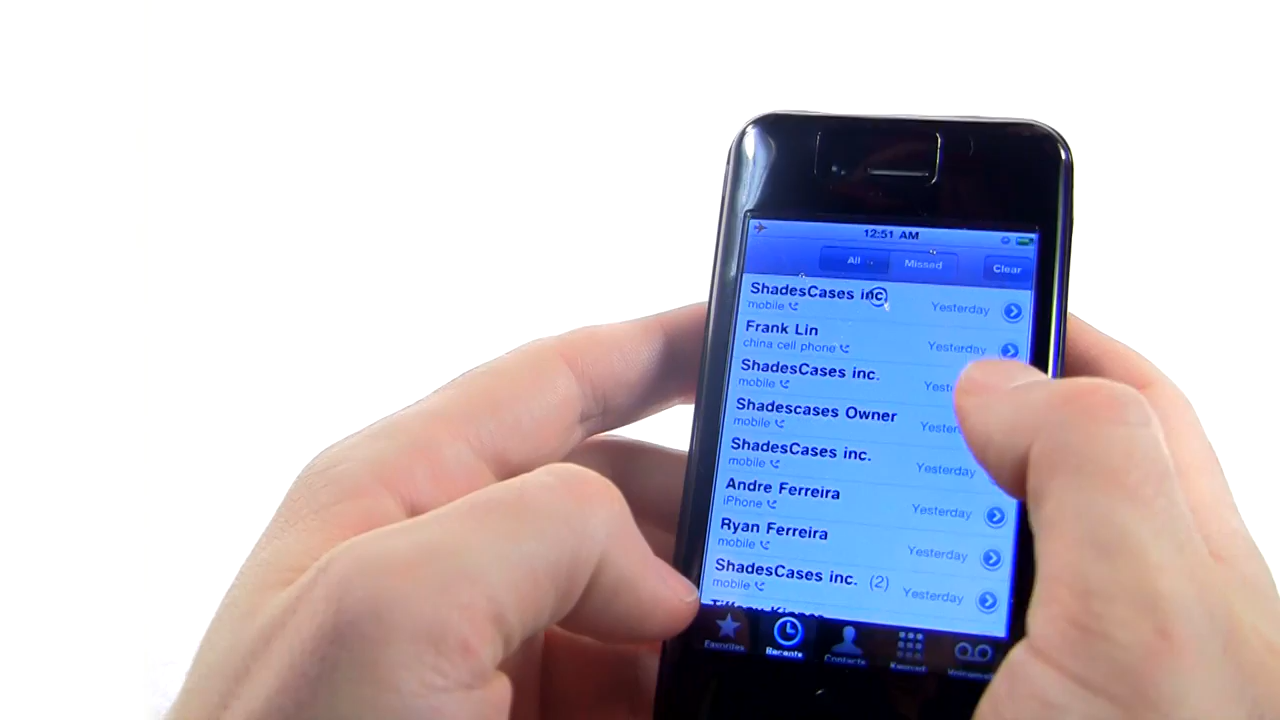 12:51 AM
All Missed Clear
ShadesCases inc.
mobile Yesterday
Frank Lin
china cell phone Yesterday
ShadesCases inc.
mobile
Shadescases Owner
mobile
ShadesCases inc.
mobile Yesterday
Andre Ferreira
iPhone Yesterday
Ryan Ferreira
mobile Yesterday
ShadesCases inc. (2)
mobile Yesterday
Favorites Recents Contacts Keypad